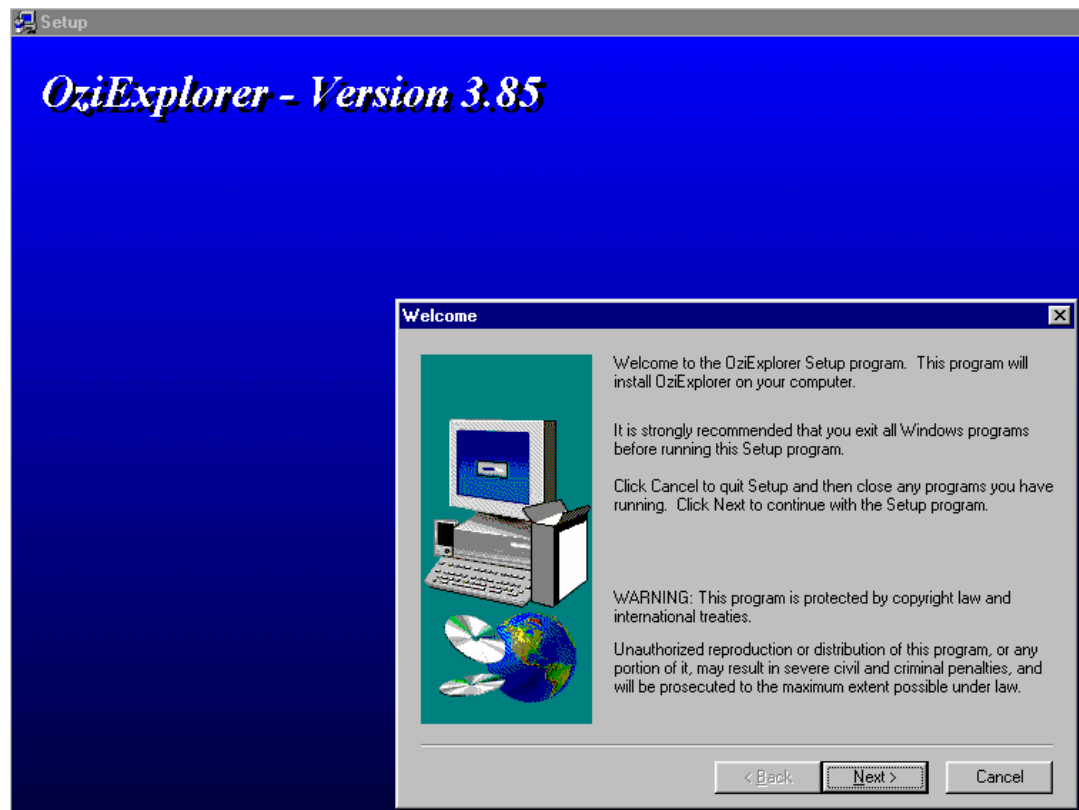 Setup
OziExplorer - Version 3.85
Welcome
Welcome to the OziExplorer Setup program.  This program will
install OziExplorer on your computer.
It is strongly recommended that you exit all Windows programs
before running this Setup program.
Click Cancel to quit Setup and then close any programs you have
running.  Click Next to continue with the Setup program.
WARNING: This program is protected by copyright law and
international treaties.
Unauthorized reproduction or distribution of this program, or any
portion of it, may result in severe civil and criminal penalties, and
will be prosecuted to the maximum extent possible under law.
< Back Next > Cancel